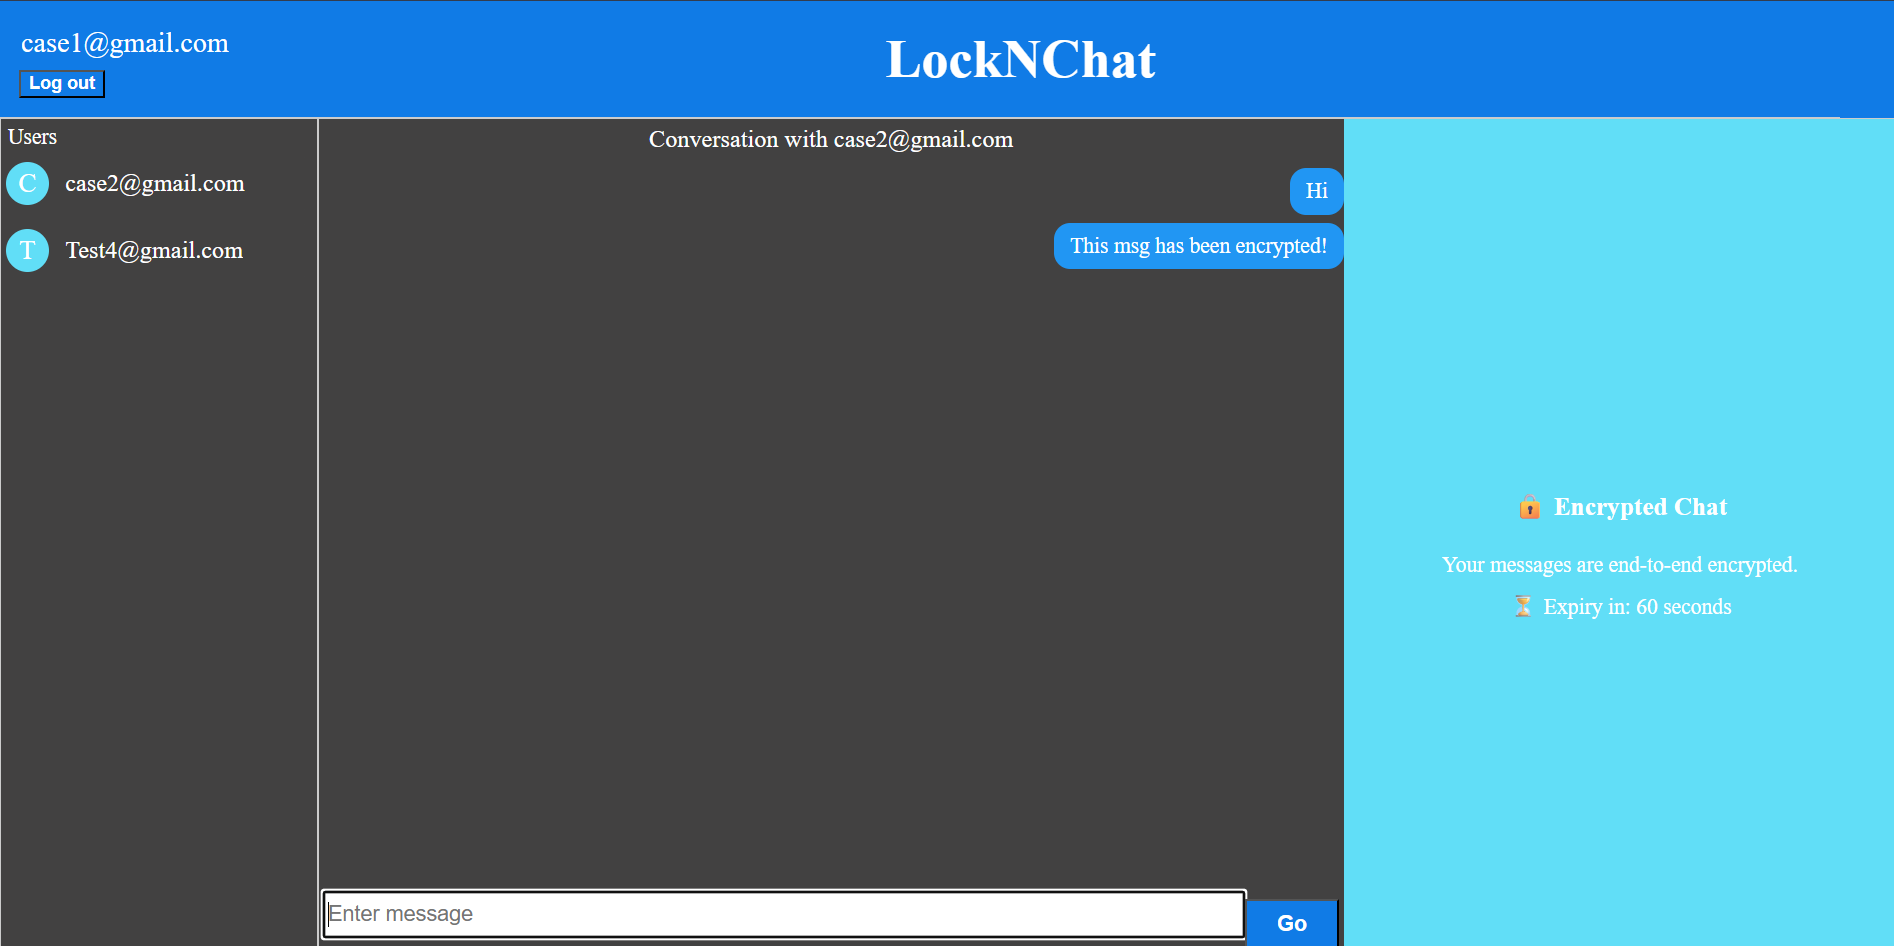 case1@gmail.com
Log out
LockNChat
Users
C case2@gmail.com
T Test4@gmail.com
Conversation with case2@gmail.com
Hi
This msg has been encrypted!
Enter message
Go
🔒 Encrypted Chat
Your messages are end-to-end encrypted.
⏳ Expiry in: 60 seconds